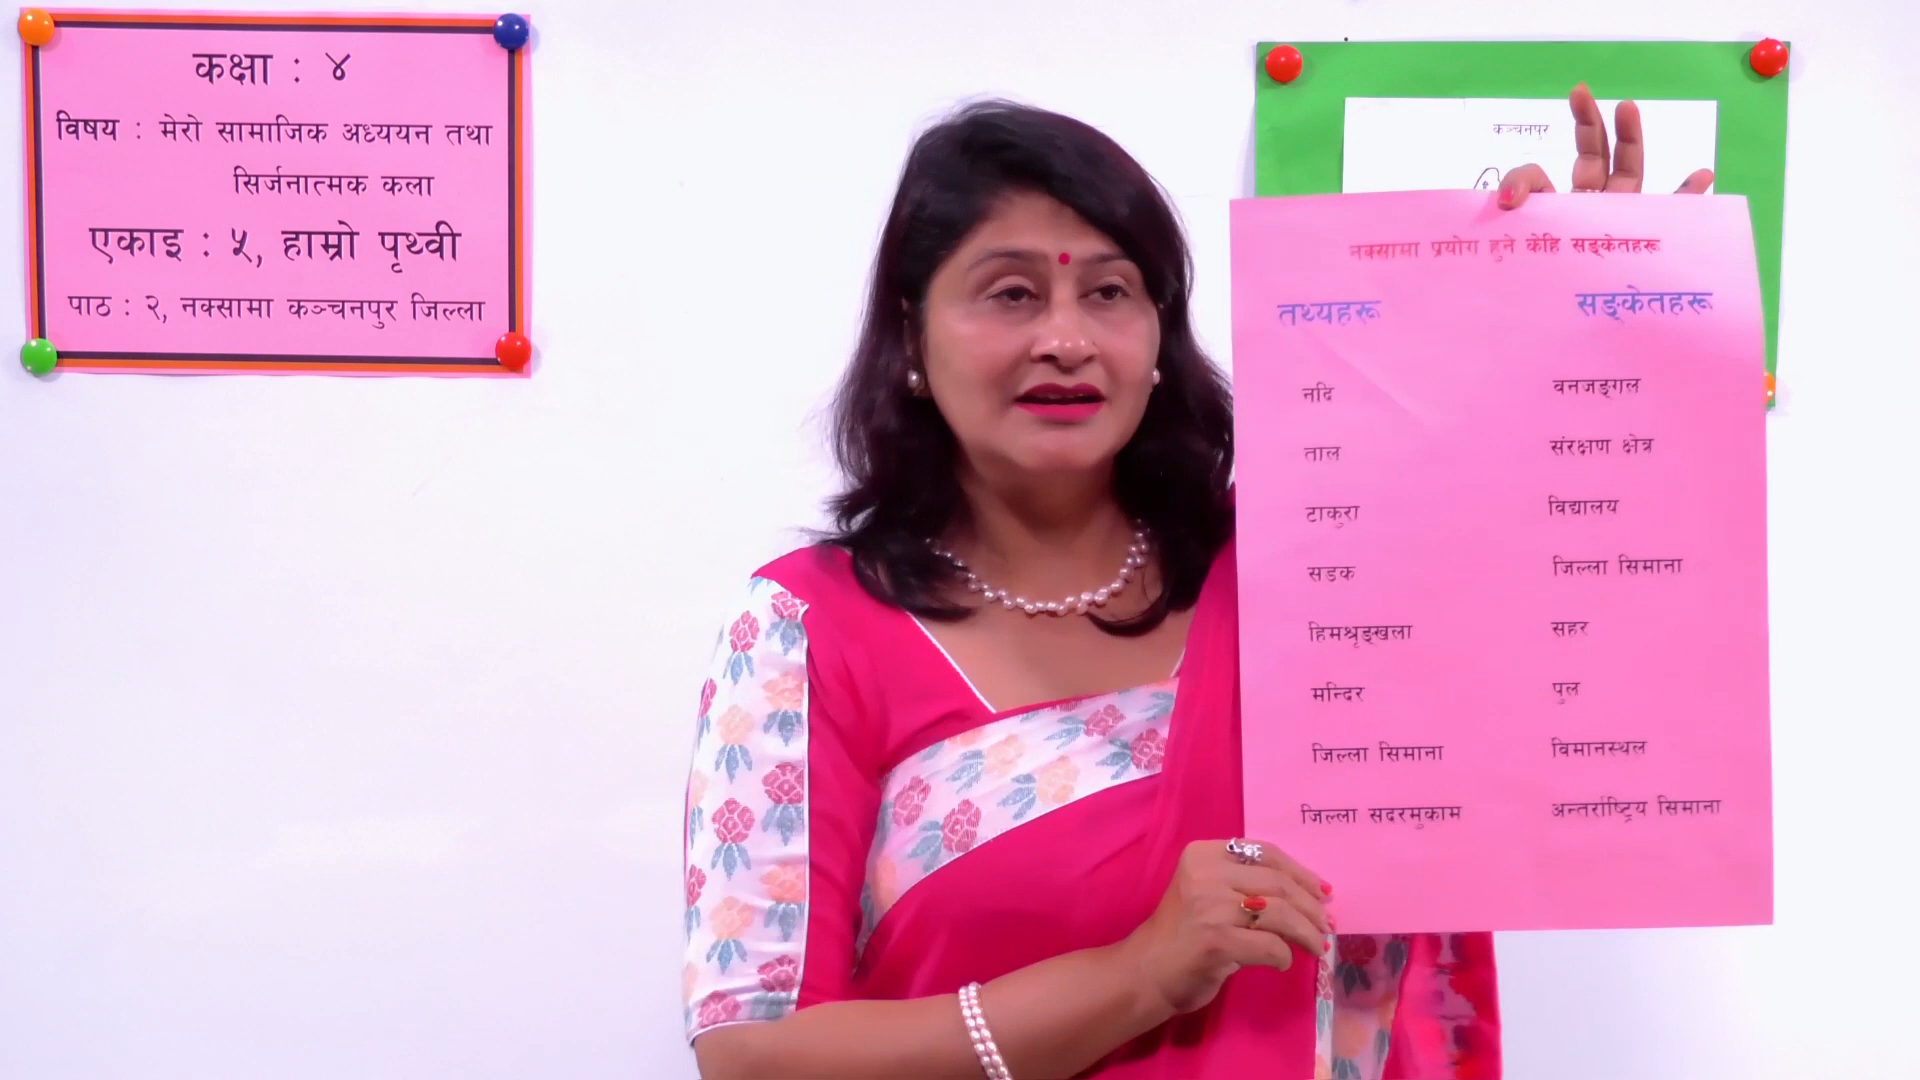 कक्षा : ४
विषय : मेरो सामाजिक अध्ययन तथा
सिर्जनात्मक कला
एकाइ : ५, हाम्रो पृथ्वी
पाठ : २, नक्सामा कञ्चनपुर जिल्ला
कञ्चनपुर
नक्सामा प्रयोग हुने केहि सङ्केतहरू
तथ्यहरू सङ्केतहरू
नदि वनजङ्गल
ताल संरक्षण क्षेत्र
टाकुरा विद्यालय
सडक जिल्ला सिमाना
हिमश्रृङ्खला सहर
मन्दिर पुल
जिल्ला सिमाना विमानस्थल
जिल्ला सदरमुकाम अन्तर्राष्ट्रिय सिमाना